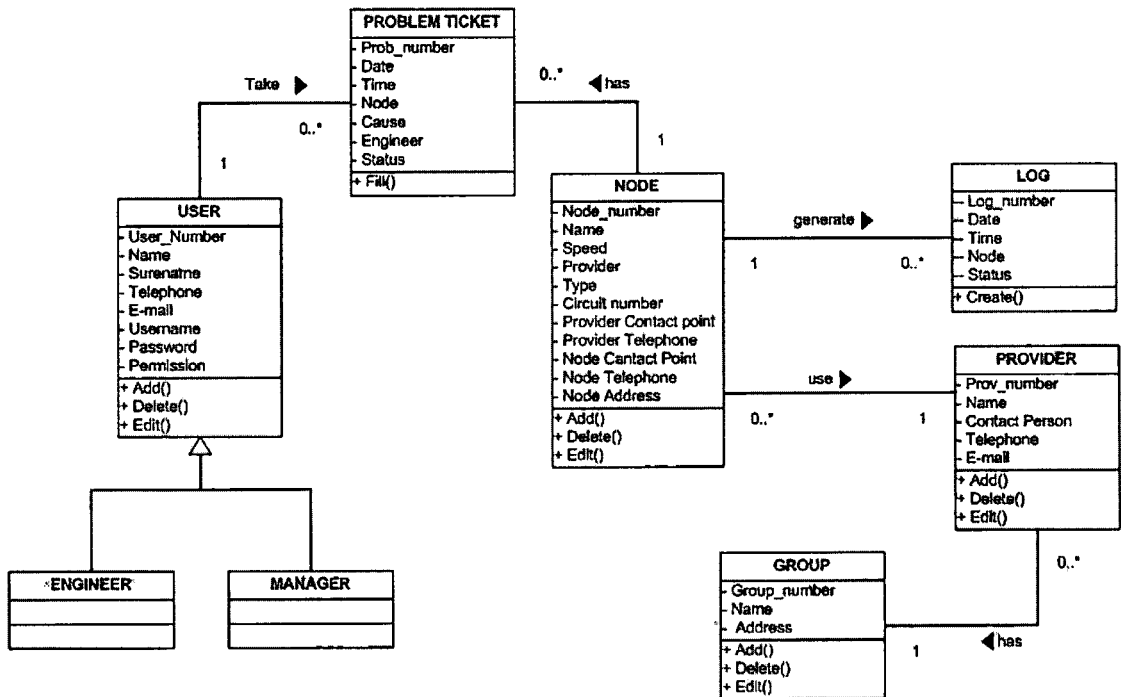 PROBLEM TICKET
- Prob_number
- Date
- Time
- Node
- Cause
- Engineer
- Status
+ Fill()
Take ▶
0..*
1
0..*
◀ has
1
USER
- User_Number
- Name
- Surename
- Telephone
- E-mail
- Username
- Password
- Permission
+ Add()
+ Delete()
+ Edit()
ENGINEER
MANAGER
NODE
- Node_number
- Name
- Speed
- Provider
- Type
- Circuit number
- Provider Contact point
- Provider Telephone
- Node Cantact Point
- Node Telephone
- Node Address
+ Add()
+ Delete()
+ Edit()
generate ▶
1
0..*
LOG
- Log_number
- Date
- Time
- Node
- Status
+ Create()
use ▶
0..*
1
PROVIDER
- Prov_number
- Name
- Contact Person
- Telephone
- E-mail
+ Add()
+ Delete()
+ Edit()
0..*
◀ has
1
GROUP
- Group_number
- Name
- Address
+ Add()
+ Delete()
+ Edit()